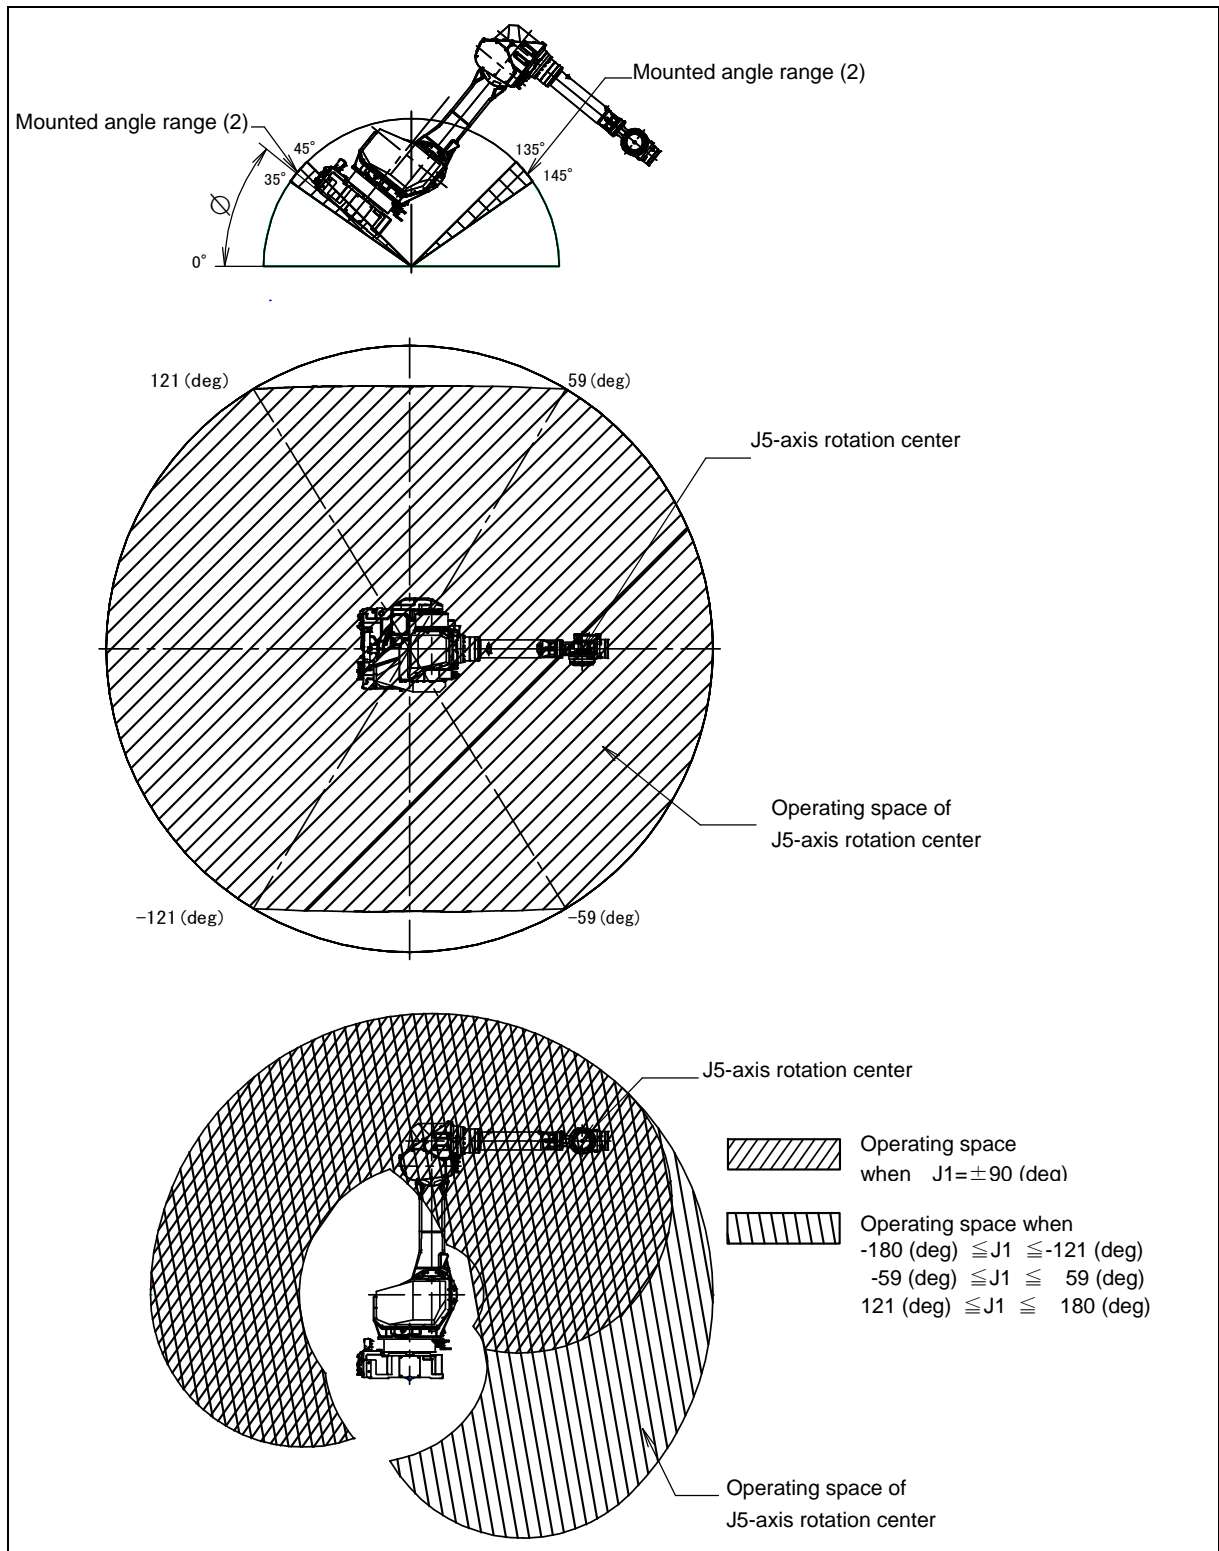 Mounted angle range (2)
Mounted angle range (2)
45°
135°
35°
145°
∅
0°
121 (deg)
59 (deg)
J5-axis rotation center
Operating space of
J5-axis rotation center
-121 (deg)
-59 (deg)
J5-axis rotation center
Operating space
when J1=±90 (deg)
Operating space when
-180 (deg) ≦J1 ≦-121 (deg)
-59 (deg) ≦J1 ≦ 59 (deg)
121 (deg) ≦J1 ≦ 180 (deg)
Operating space of
J5-axis rotation center